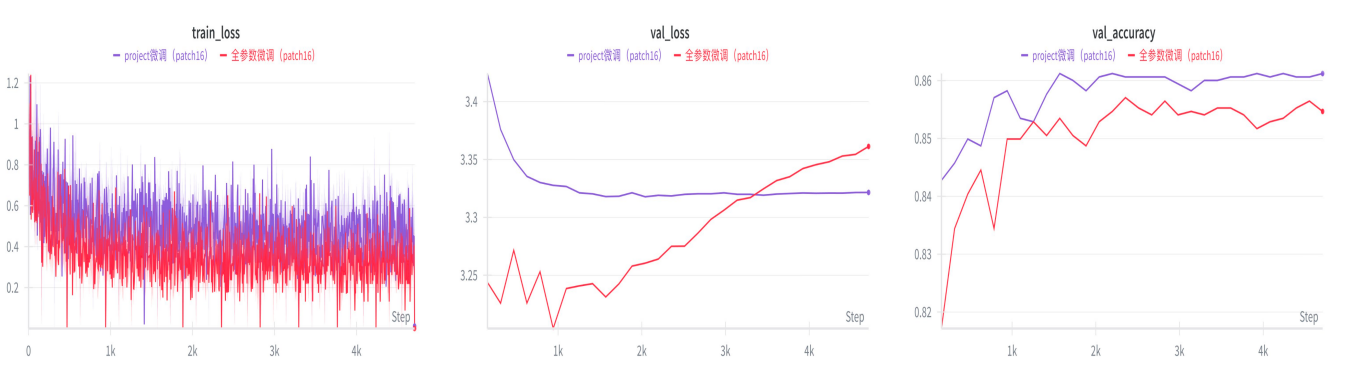 train_loss
project微调（patch16） 全参数微调（patch16）
1.2
1
0.8
0.6
0.4
0.2
Step
0 1k 2k 3k 4k
val_loss
project微调（patch16） 全参数微调（patch16）
3.4
3.35
3.3
3.25
Step
1k 2k 3k 4k
val_accuracy
project微调（patch16） 全参数微调（patch16）
0.86
0.85
0.84
0.83
0.82
Step
1k 2k 3k 4k